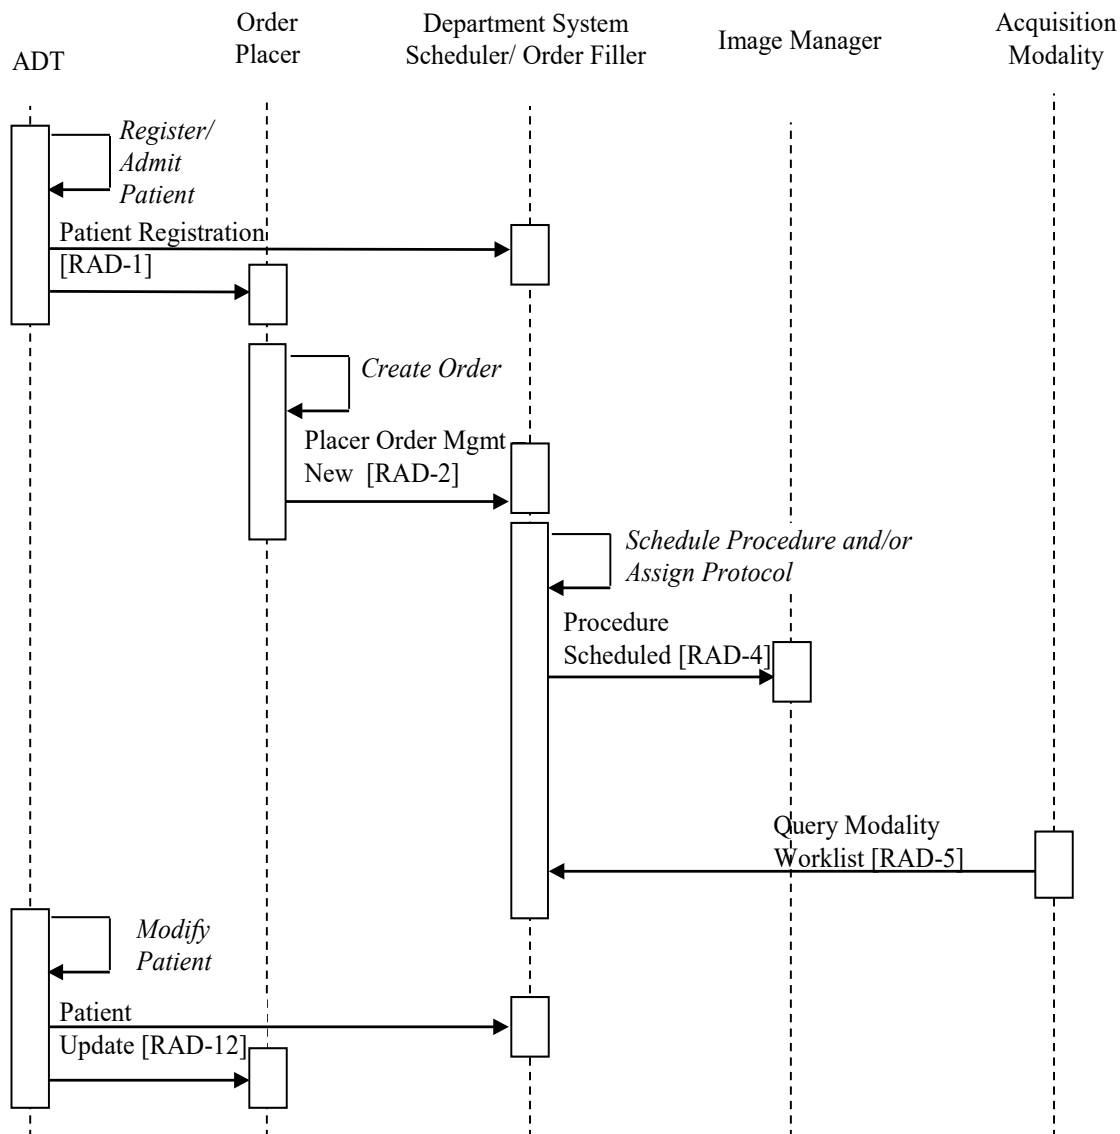 ADT
Order
Placer
Department System
Scheduler/ Order Filler
Image Manager
Acquisition
Modality
Register/
Admit
Patient
Patient Registration
[RAD-1]
Create Order
Placer Order Mgmt
New [RAD-2]
Schedule Procedure and/or
Assign Protocol
Procedure
Scheduled [RAD-4]
Query Modality
Worklist [RAD-5]
Modify
Patient
Patient
Update [RAD-12]